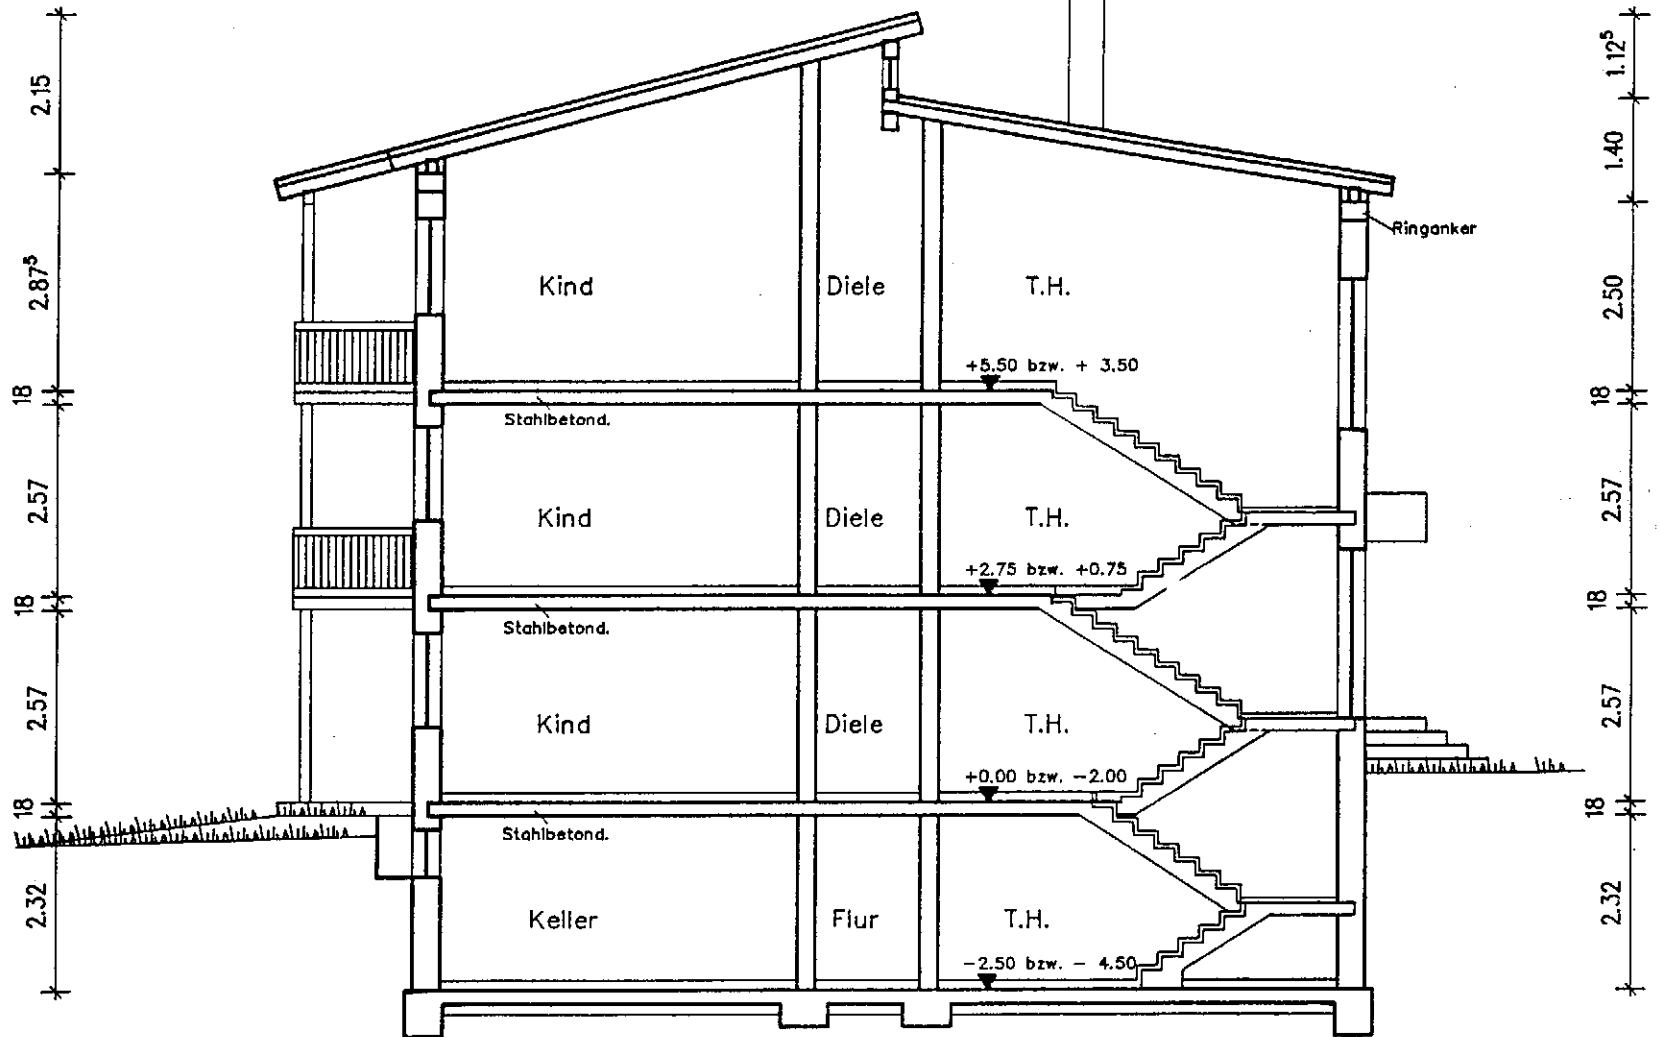 1.12⁵
2.15
1.40
Ringanker
2.87⁵
Kind
Diele
T.H.
2.50
+5.50 bzw. + 3.50
18
18
Stahlbetond.
2.57
Kind
Diele
T.H.
2.57
+2.75 bzw. +0.75
18
18
Stahlbetond.
2.57
Kind
Diele
T.H.
2.57
+0.00 bzw. -2.00
18
18
Stahlbetond.
2.32
Keller
Flur
T.H.
2.32
-2.50 bzw. - 4.50